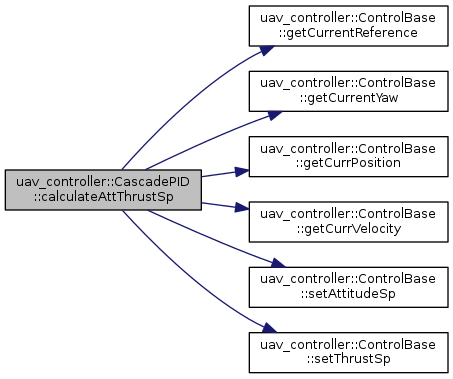 uav_controller::ControlBase
::getCurrentReference
uav_controller::ControlBase
::getCurrentYaw
uav_controller::ControlBase
::getCurrPosition
uav_controller::CascadePID
::calculateAttThrustSp
uav_controller::ControlBase
::getCurrVelocity
uav_controller::ControlBase
::setAttitudeSp
uav_controller::ControlBase
::setThrustSp